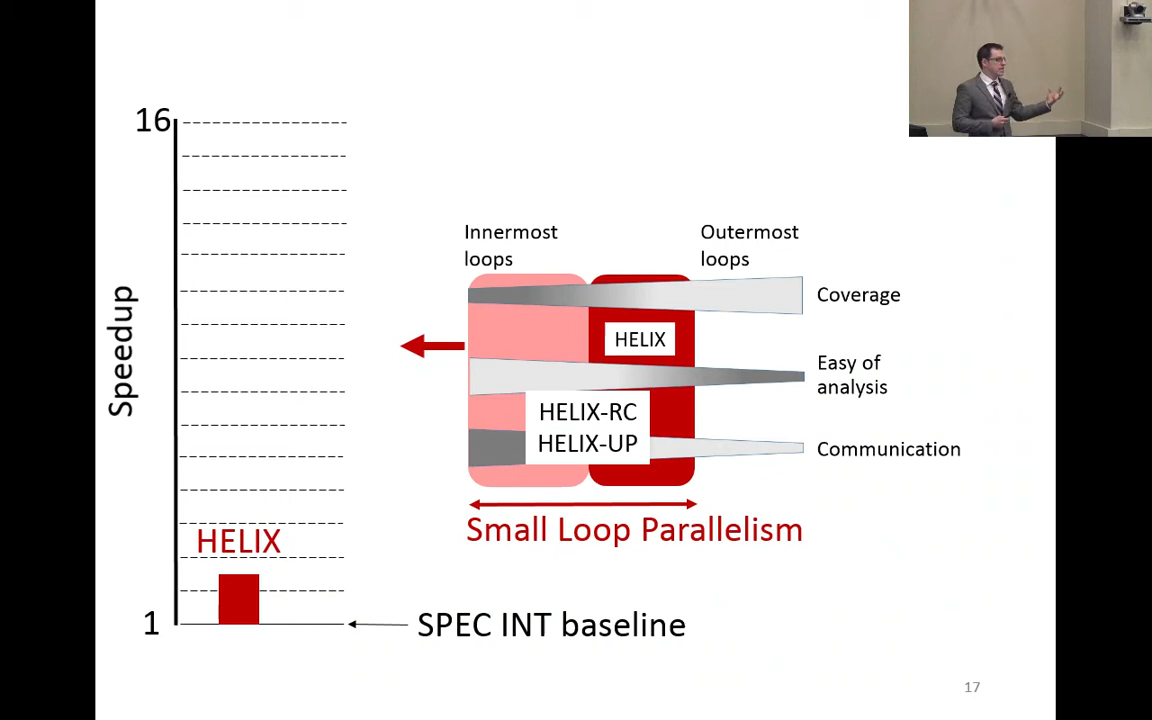 16
Speedup
HELIX
1
SPEC INT baseline
Innermost
loops
Outermost
loops
Coverage
HELIX
Easy of
analysis
HELIX-RC
HELIX-UP
Communication
Small Loop Parallelism
17